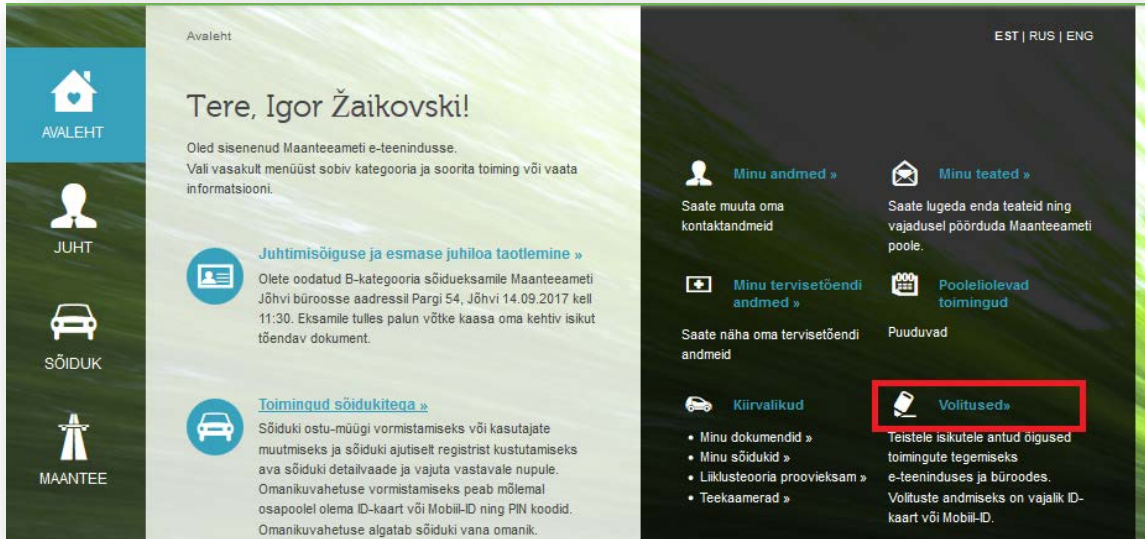 AVALEHT
JUHT
SÕIDUK
MAANTEE
Avaleht
EST | RUS | ENG
Tere, Igor Žaikovski!
Oled sisenenud Maanteeameti e-teenindusse.
Vali vasakult menüüst sobiv kategooria ja soorita toiming või vaata
informatsiooni.
Juhtimisõiguse ja esmase juhiloa taotlemine »
Olete oodatud B-kategooria sõidueksamile Maanteeameti
Jõhvi büroosse aadressil Pargi 54, Jõhvi 14.09.2017 kell
11:30. Eksamile tulles palun võtke kaasa oma kehtiv isikut
tõendav dokument.
Toimingud sõidukitega »
Sõiduki ostu-müügi vormistamiseks või kasutajate
muutmiseks ja sõiduki ajutiselt registrist kustutamiseks
ava sõiduki detailvaade ja vajuta vastavale nupule.
Omanikuvahetuse vormistamiseks peab mõlemal
osapoolel olema ID-kaart või Mobiil-ID ning PIN koodid.
Omanikuvahetuse algatab sõiduki vana omanik.
Minu andmed »
Saate muuta oma
kontaktandmeid
Minu teated »
Saate lugeda enda teateid ning
vajadusel pöörduda Maanteeameti
poole.
Minu tervisetõendi
andmed »
Saate näha oma tervisetõendi
andmeid
Pooleliolevad
toimingud
Puuduvad
Kiirvalikud
• Minu dokumendid »
• Minu sõidukid »
• Liiklusteooria proovieksam »
• Teekaamerad »
Volitused»
Teistele isikutele antud õigused
toimingute tegemiseks
e-teeninduses ja büroodes.
Volituste andmiseks on vajalik ID-
kaart või Mobiil-ID.